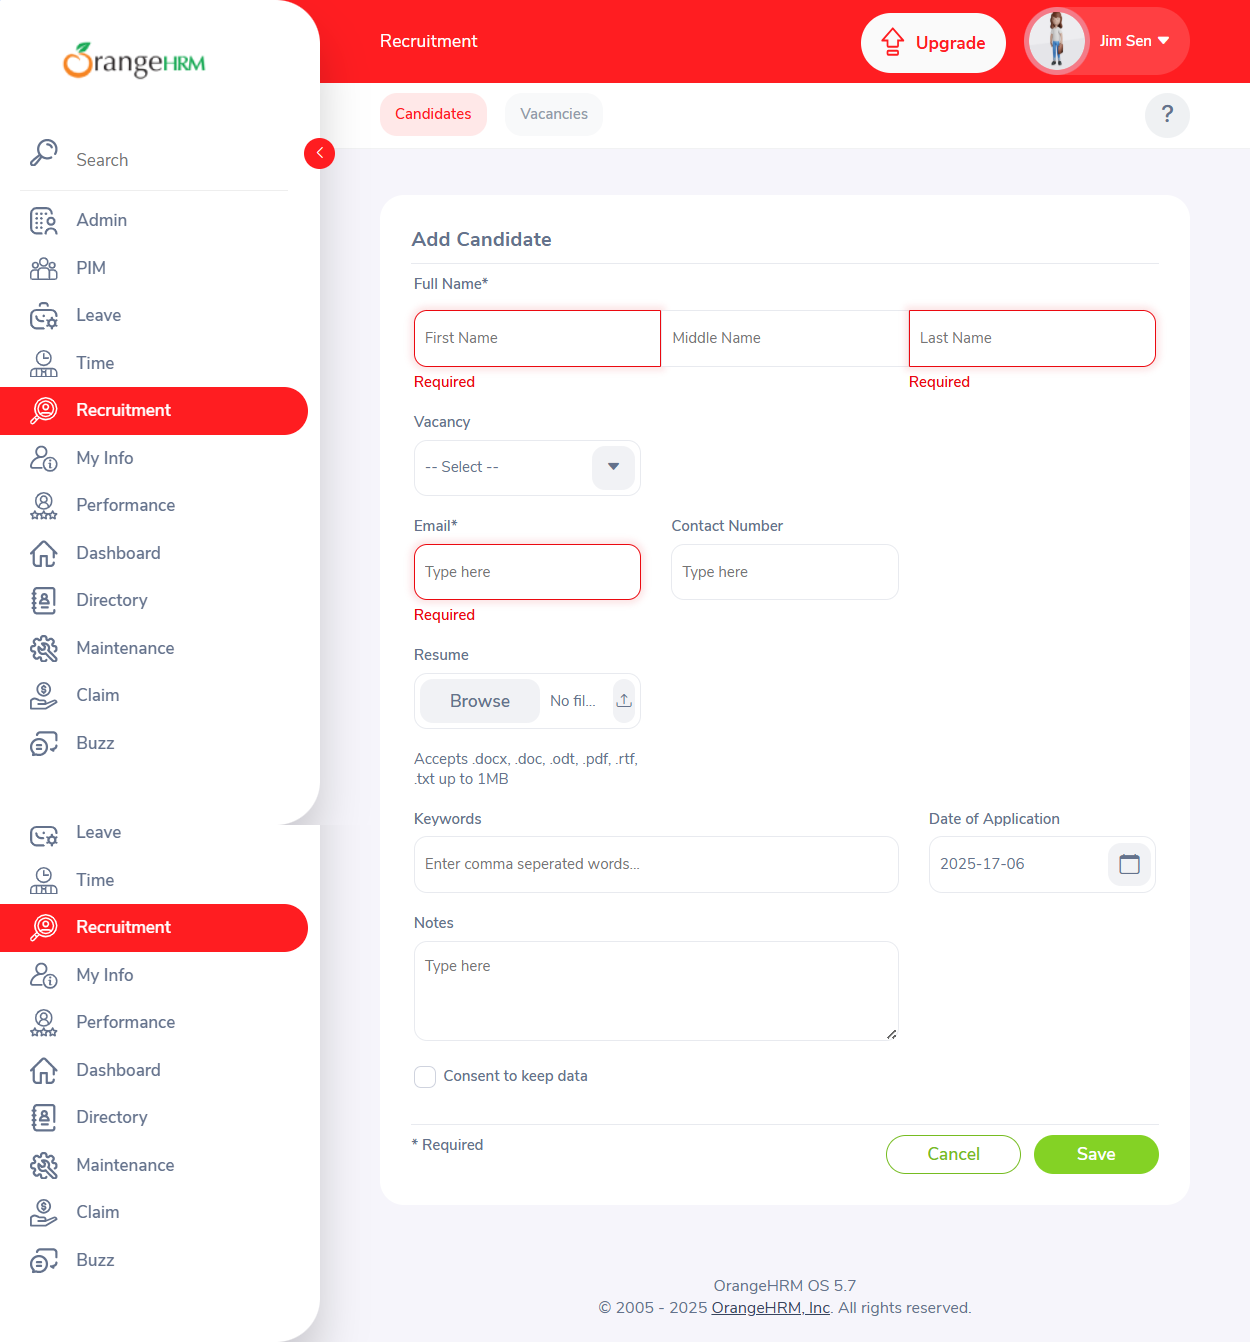 OrangeHRM
Search
Admin
PIM
Leave
Time
Recruitment
My Info
Performance
Dashboard
Directory
Maintenance
Claim
Buzz
Leave
Time
Recruitment
My Info
Performance
Dashboard
Directory
Maintenance
Claim
Buzz
Recruitment
Upgrade
Jim Sen
Candidates
Vacancies
?
Add Candidate
Full Name*
First Name
Middle Name
Last Name
Required
Required
Vacancy
-- Select --
Email*
Contact Number
Type here
Type here
Required
Resume
Browse
No fil...
Accepts .docx, .doc, .odt, .pdf, .rtf,
.txt up to 1MB
Keywords
Date of Application
Enter comma seperated words...
2025-17-06
Notes
Type here
Consent to keep data
* Required
Cancel
Save
OrangeHRM OS 5.7
© 2005 - 2025 OrangeHRM, Inc. All rights reserved.